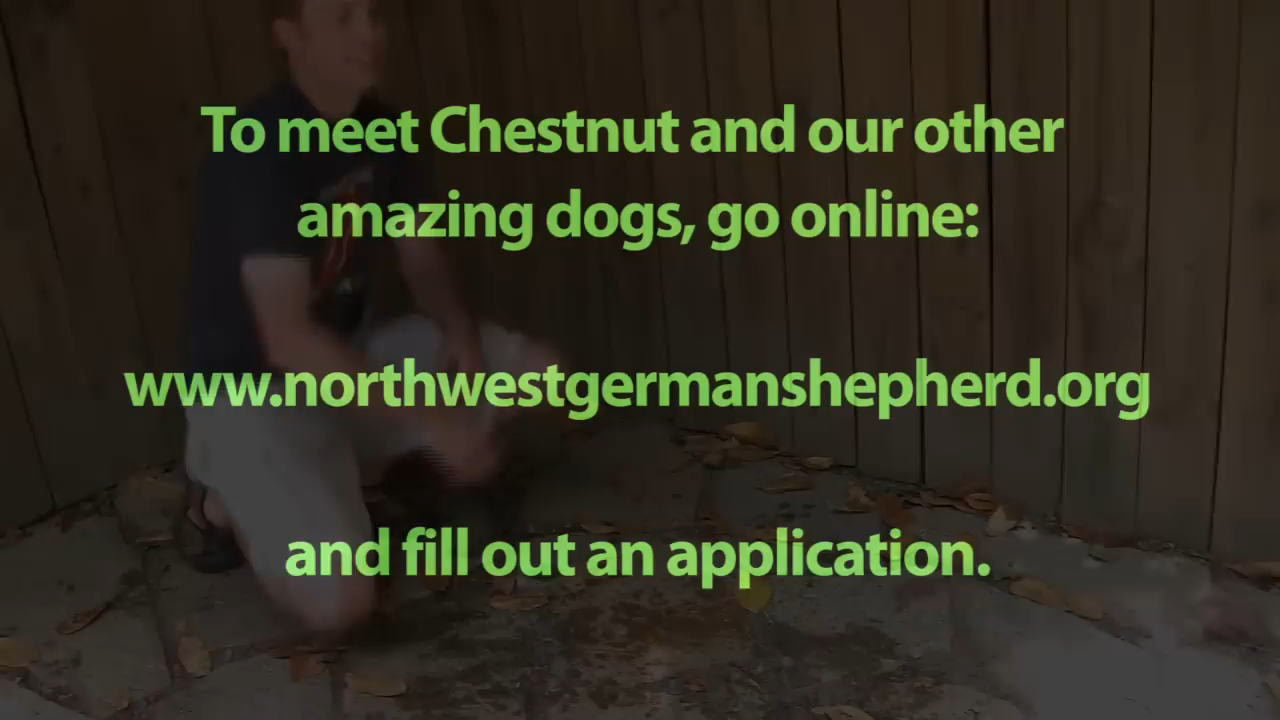 To meet Chestnut and our other
amazing dogs, go online:
www.northwestgermanshepherd.org
and fill out an application.